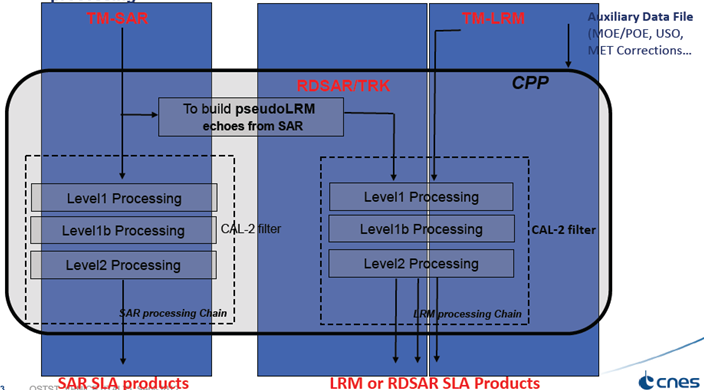 TM-SAR
TM-LRM
Auxiliary Data File
(MOE/POE, USO,
MET Corrections…
CPP
RDSAR/TRK
To build pseudoLRM
echoes from SAR
Level1 Processing
Level1b Processing
Level2 Processing
CAL-2 filter
SAR processing Chain
Level1 Processing
Level1b Processing
Level2 Processing
CAL-2 filter
LRM processing Chain
SAR SLA products
LRM or RDSAR SLA Products
3
cnes